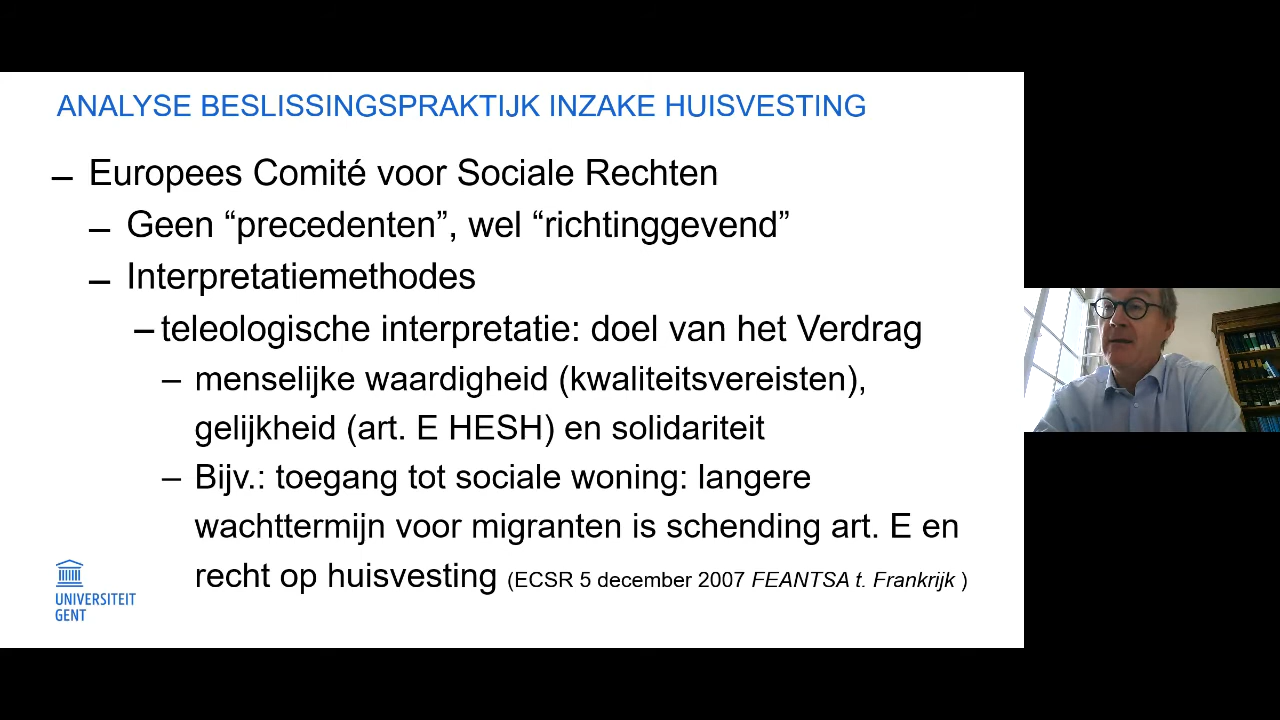 ANALYSE BESLISSINGSPRAKTIJK INZAKE HUISVESTING
– Europees Comité voor Sociale Rechten
– Geen “precedenten”, wel “richtinggevend”
– Interpretatiemethodes
– teleologische interpretatie: doel van het Verdrag
– menselijke waardigheid (kwaliteitsvereisten),
gelijkheid (art. E HESH) en solidariteit
– Bijv.: toegang tot sociale woning: langere
wachttermijn voor migranten is schending art. E en
recht op huisvesting (ECSR 5 december 2007 FEANTSA t. Frankrijk )
UNIVERSITEIT
GENT